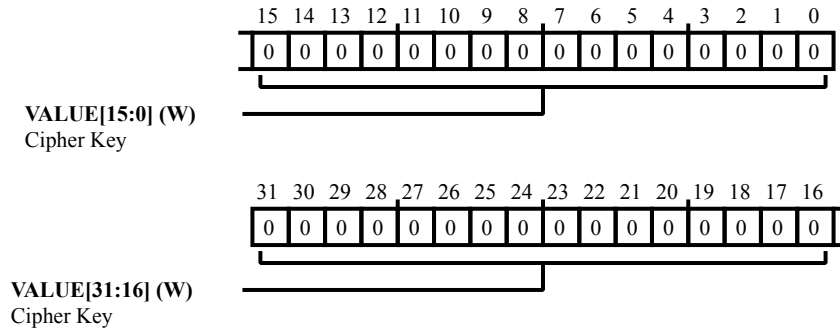 15 14 13 12 11 10 9 8 7 6 5 4 3 2 1 0
0 0 0 0 0 0 0 0 0 0 0 0 0 0 0 0
VALUE[15:0] (W)
Cipher Key
31 30 29 28 27 26 25 24 23 22 21 20 19 18 17 16
0 0 0 0 0 0 0 0 0 0 0 0 0 0 0 0
VALUE[31:16] (W)
Cipher Key